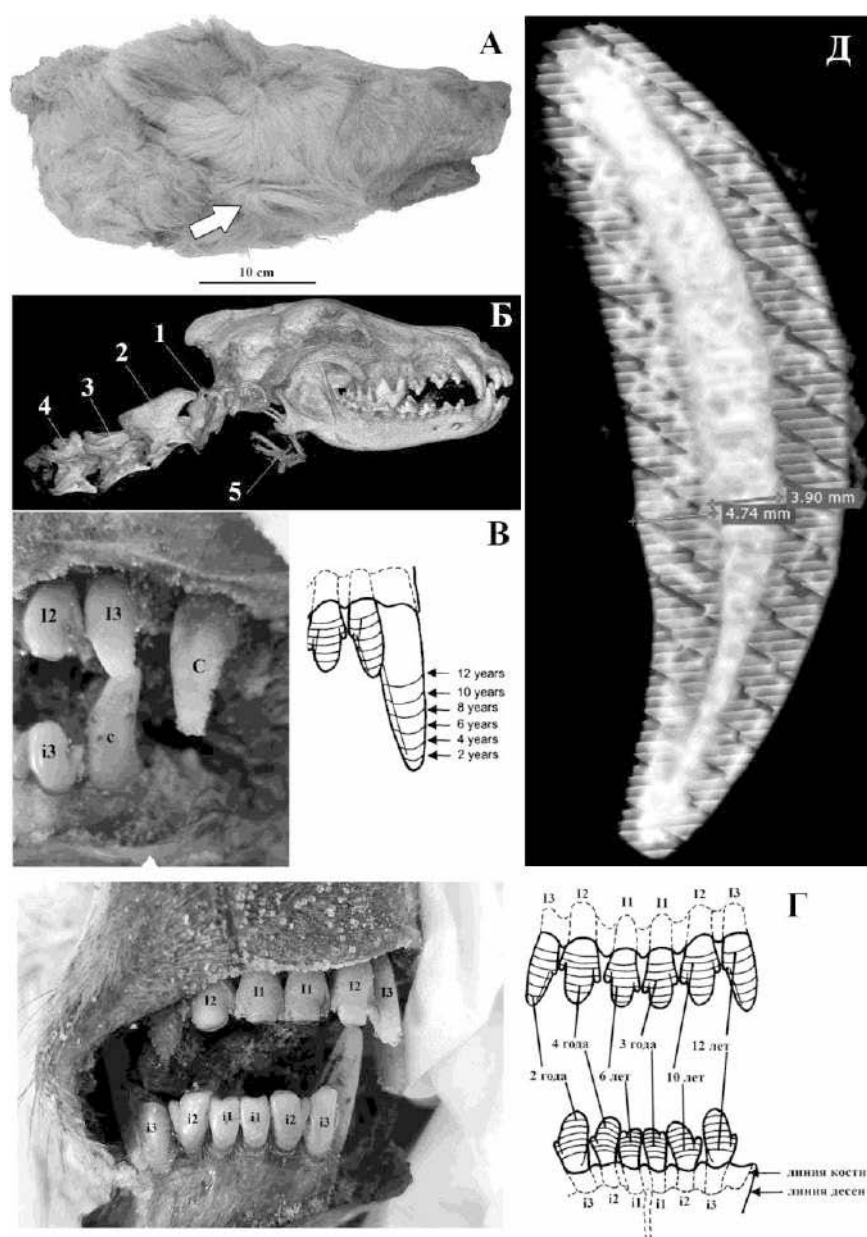 А
10 cm
Б
1
2
3
4
5
В
I2
I3
C
i3
c
12 years
10 years
8 years
6 years
4 years
2 years
Д
3.90 mm
4.74 mm
I2
I1
I1
I2
I3
i3
i2
i1
i1
i2
i3
Г
I3
I2
I1
I1
I2
I3
4 года
3 года
12 лет
2 года
6 лет
10 лет
линия кости
линия десен
i3
i2
i1
i1
i2
i3